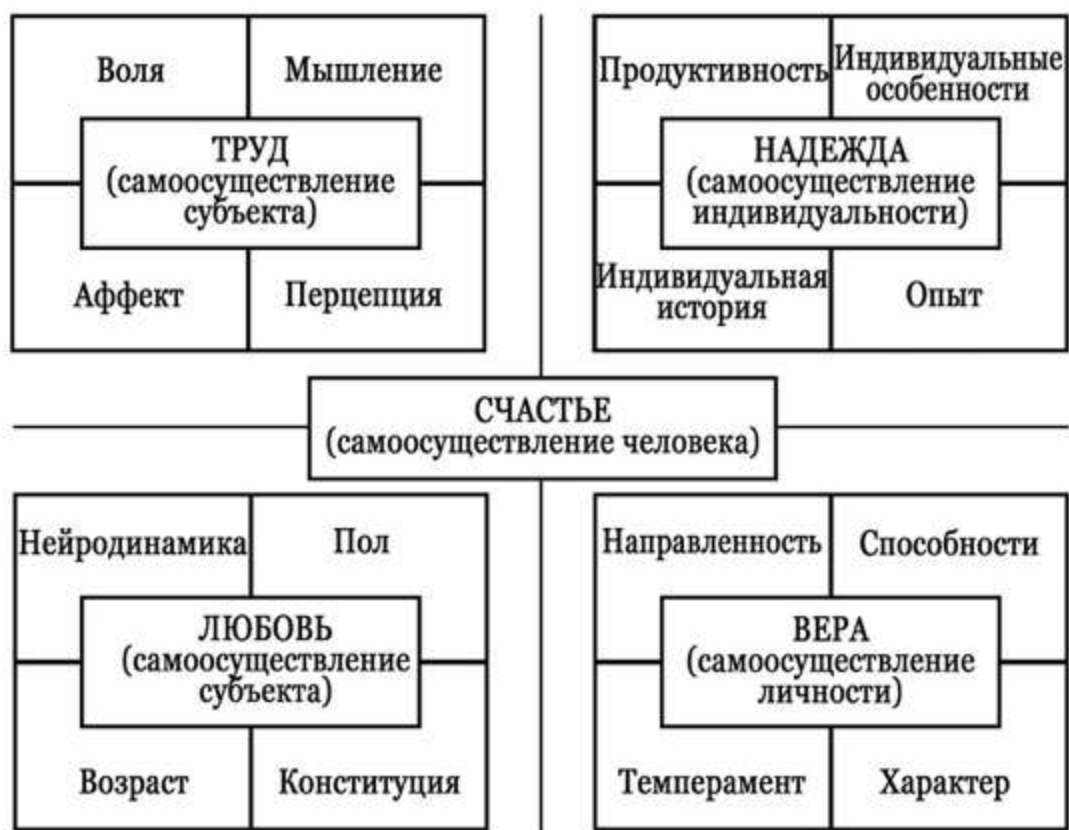 Воля
Мышление
ТРУД
(самоосуществление
субъекта)
Аффект
Перцепция
Продуктивность
Индивидуальные
особенности
НАДЕЖДА
(самоосуществление
индивидуальности)
Индивидуальная
история
Опыт
СЧАСТЬЕ
(самоосуществление человека)
Нейродинамика
Пол
ЛЮБОВЬ
(самоосуществление
субъекта)
Возраст
Конституция
Направленность
Способности
ВЕРА
(самоосуществление
личности)
Темперамент
Характер